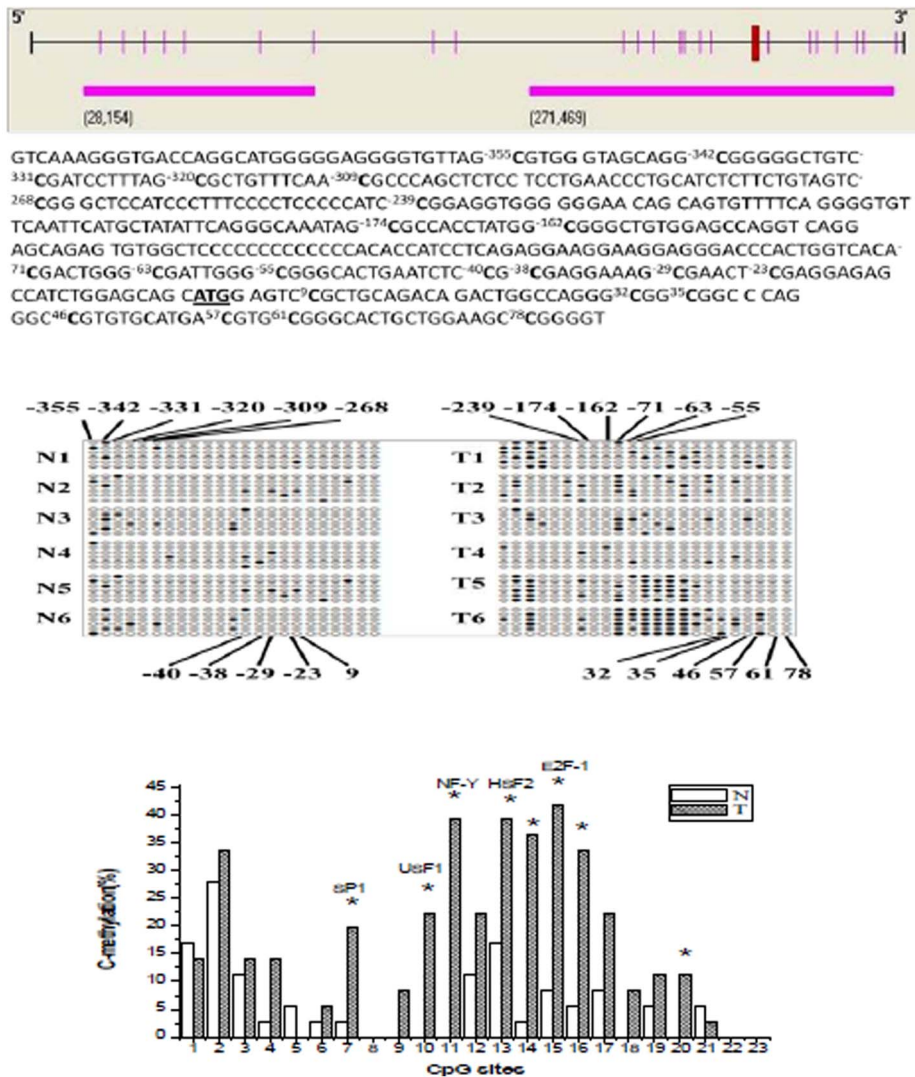 5' 3'
(28,154) (271,469)
GTCAAAGGGTGACCAGGCATGGGGGAGGGGTGTTAG-355CGTGG GTAGCAGG-342CGGGGGCTGTC-
331CGATCCTTTAG-320CGCTGTTTCAA-309CGCCCAGCTCTCC TCCTGAACCCTGCATCTCTTCTGTAGTC-
268CGG GCTCCATCCCTTTCCCCTCCCCCATC-239CGGAGGTGGG GGGAA CAG CAGTGTTTTCA GGGGTGT
TCAATTCATGCTATATTCAGGGCAAATAG-174CGCCACCTATGG-162CGGGCTGTGGAGCCAGGT CAGG
AGCAGAG TGTGGCTCCCCCCCCCCCCCCACACCATCCTCAGAGGAAGGAAGGAGGGACCCACTGGTCACA-
71CGACTGGG-63CGATTGGG-55CGGGCACTGAATCTC-40CG-38CGAGGAAAG-29CGAACT-23CGAGGAGAG
CCATCTGGAGCAGC ATGG AGTC9CGCTGCAGACA GACTGGCCAGGG32CGG35CGGC C CAG
GGC46CGTGTGCATGA57CGTG61CGGGCACTGCTGGAAGC78CGGGGT
-355 -342 -331 -320 -309 -268 -239 -174 -162 -71 -63 -55
N1 T1
N2 T2
N3 T3
N4 T4
N5 T5
N6 T6
-40 -38 -29 -23 9 32 35 46 57 61 78
C-methylation(%)
45
40
35
30
25
20
15
10
5
0
SP1
*
USF1
*
NF-Y
*
HSF2
*
*
E2F-1
*
*
*
N
T
1 2 3 4 5 6 7 8 9 10 11 12 13 14 15 16 17 18 19 20 21 22 23
CpG sites